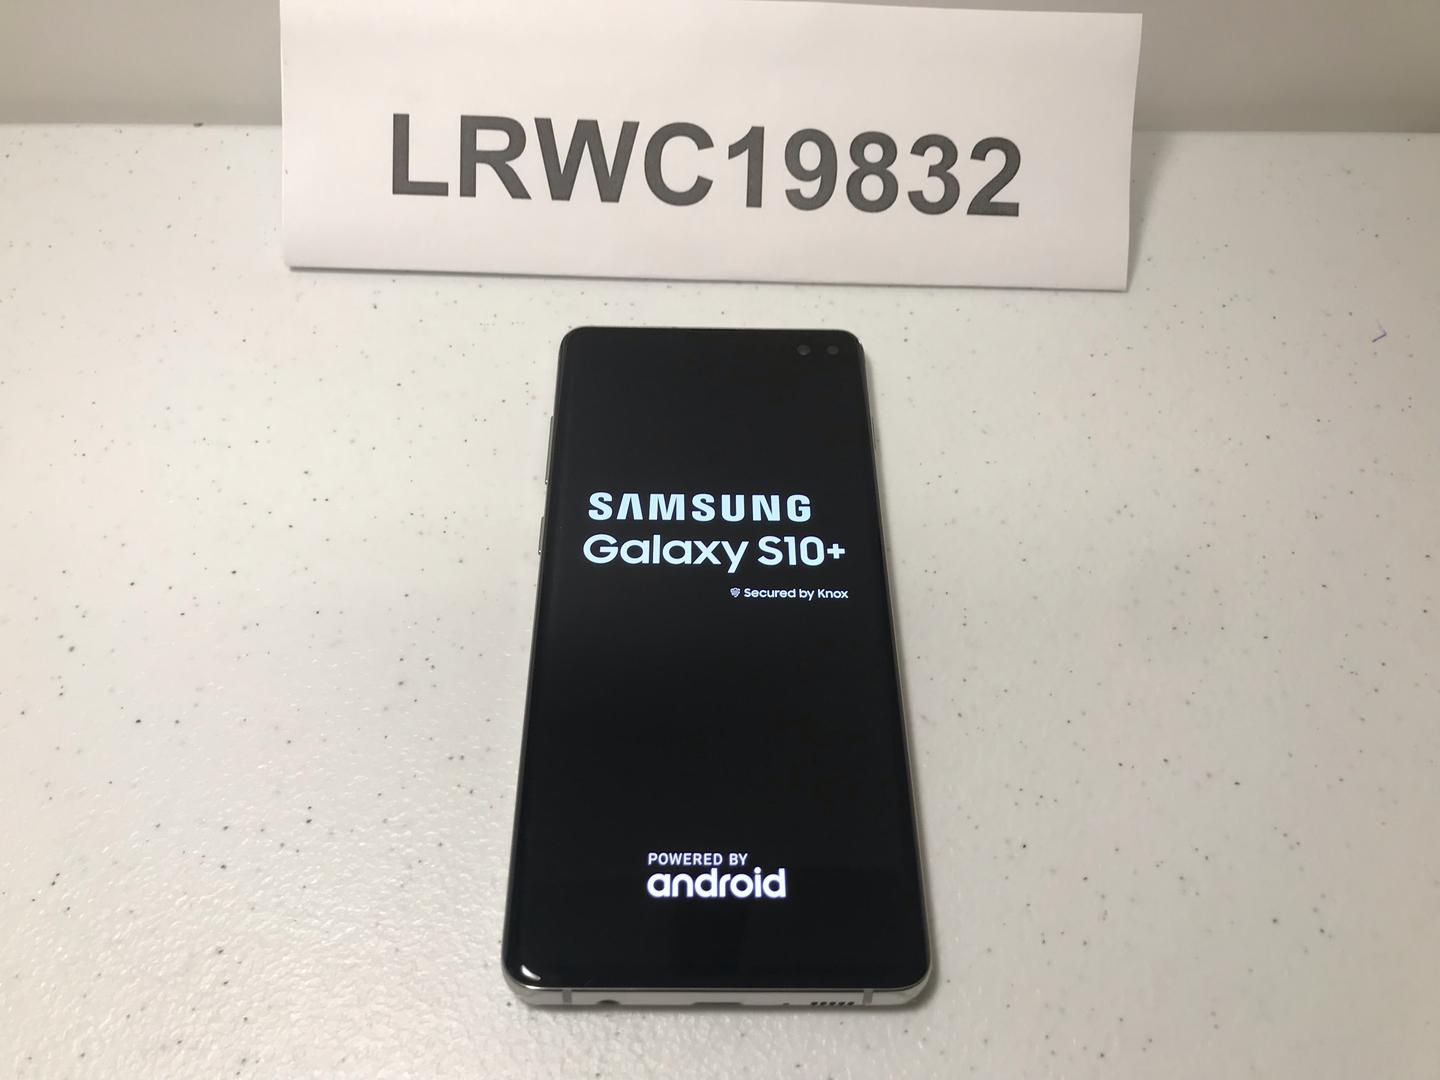 LRWC19832
SAMSUNG
Galaxy S10+
Secured by Knox
POWERED BY
android